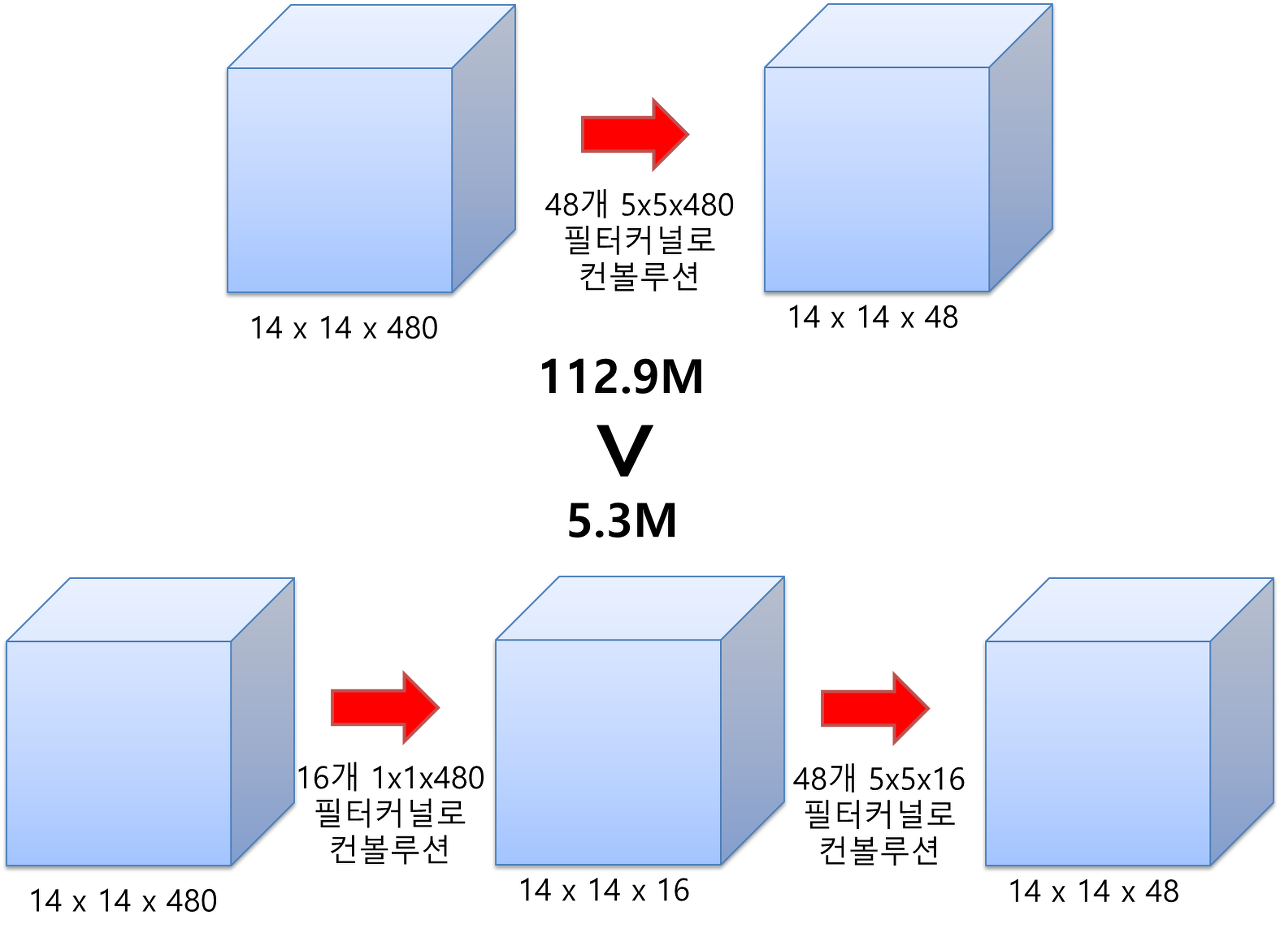 48개 5x5x480
필터커널로
컨볼루션
14 x 14 x 480
14 x 14 x 48
112.9M
V
5.3M
16개 1x1x480
필터커널로
컨볼루션
48개 5x5x16
필터커널로
컨볼루션
14 x 14 x 480
14 x 14 x 16
14 x 14 x 48